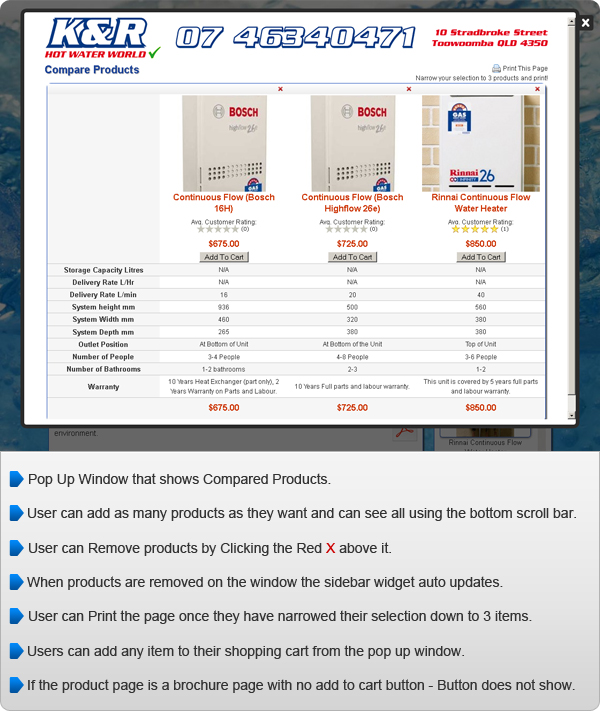 K&R
HOT WATER WORLD
07 46340471
10 Stradbroke Street
Toowoomba QLD 4350
Compare Products
Print This Page
Narrow your selection to 3 products and print!
x x x
BOSCH BOSCH GAS
highflow 26e Rinnai 26
Continuous Flow (Bosch 16H) Continuous Flow (Bosch Highflow 26e) Rinnai Continuous Flow Water Heater
Avg. Customer Rating: Avg. Customer Rating: Avg. Customer Rating:
(0) (0) (1)
$675.00 $725.00 $850.00
Add To Cart Add To Cart Add To Cart
Storage Capacity Litres N/A N/A N/A
Delivery Rate L/Hr N/A N/A N/A
Delivery Rate L/min 16 20 40
System height mm 936 500 560
System Width mm 460 320 380
System Depth mm 265 380 380
Outlet Position At Bottom of Unit At Bottom of the Unit Top of Unit
Number of People 3-4 People 4-8 People 3-6 People
Number of Bathrooms 1-2 bathrooms 2-3 1-2
Warranty 10 Years Heat Exchanger (part only), 2 Years Warranty on Parts and Labour. 10 Years Full parts and labour warranty. This unit is covered by 5 years full parts and labour warranty.
$675.00 $725.00 $850.00
environment.
Rinnai Continuous Flow
Pop Up Window that shows Compared Products.
User can add as many products as they want and can see all using the bottom scroll bar.
User can Remove products by Clicking the Red X above it.
When products are removed on the window the sidebar widget auto updates.
User can Print the page once they have narrowed their selection down to 3 items.
Users can add any item to their shopping cart from the pop up window.
If the product page is a brochure page with no add to cart button - Button does not show.